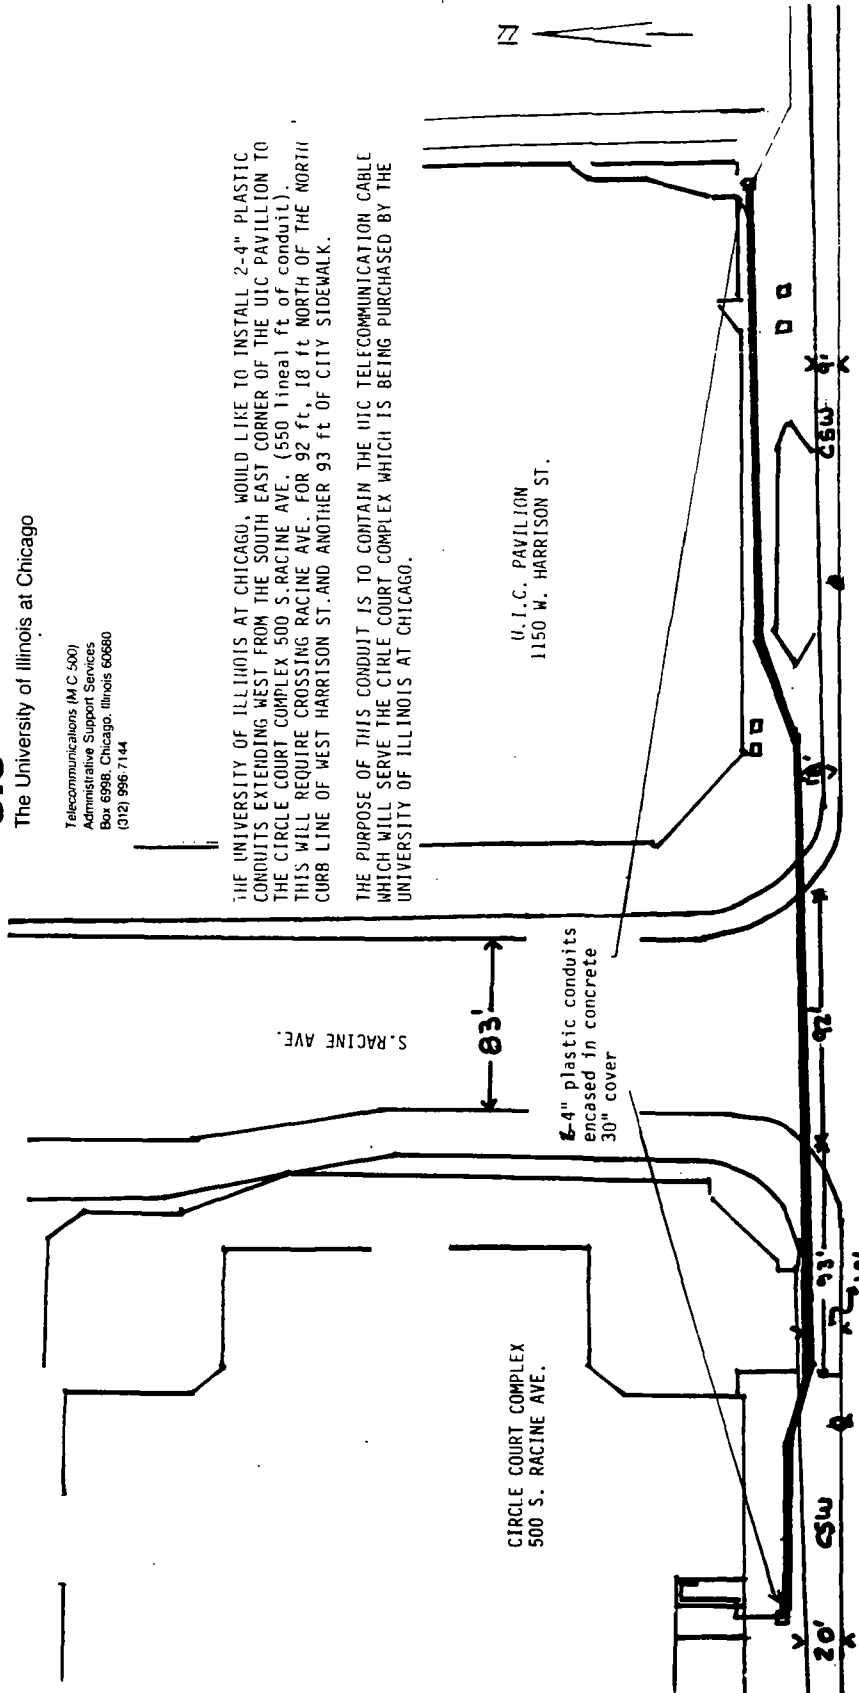 The University of Illinois at Chicago
Telecommunications (M C 500)
Administrative Support Services
Box 6998, Chicago, Illinois 60680
(312) 996-7144
THE UNIVERSITY OF ILLINOIS AT CHICAGO, WOULD LIKE TO INSTALL 2-4" PLASTIC
CONDUITS EXTENDING WEST FROM THE SOUTH EAST CORNER OF THE UIC PAVILLION TO
THE CIRCLE COURT COMPLEX 500 S.RACINE AVE. (550 lineal ft of conduit).
THIS WILL REQUIRE CROSSING RACINE AVE. FOR 92 ft, 18 ft NORTH OF THE NORTH
CURB LINE OF WEST HARRISON ST.AND ANOTHER 93 ft OF CITY SIDEWALK.
THE PURPOSE OF THIS CONDUIT IS TO CONTAIN THE UIC TELECOMMUNICATION CABLE
WHICH WILL SERVE THE CIRLE COURT COMPLEX WHICH IS BEING PURCHASED BY THE
UNIVERSITY OF ILLINOIS AT CHICAGO.
S.RACINE AVE.
83'
U.I.C. PAVILION
1150 W. HARRISON ST.
-4" plastic conduits
encased in concrete
30" cover
CIRCLE COURT COMPLEX
500 S. RACINE AVE.
20'
CSW
93'
92'
18'
CSW
9'